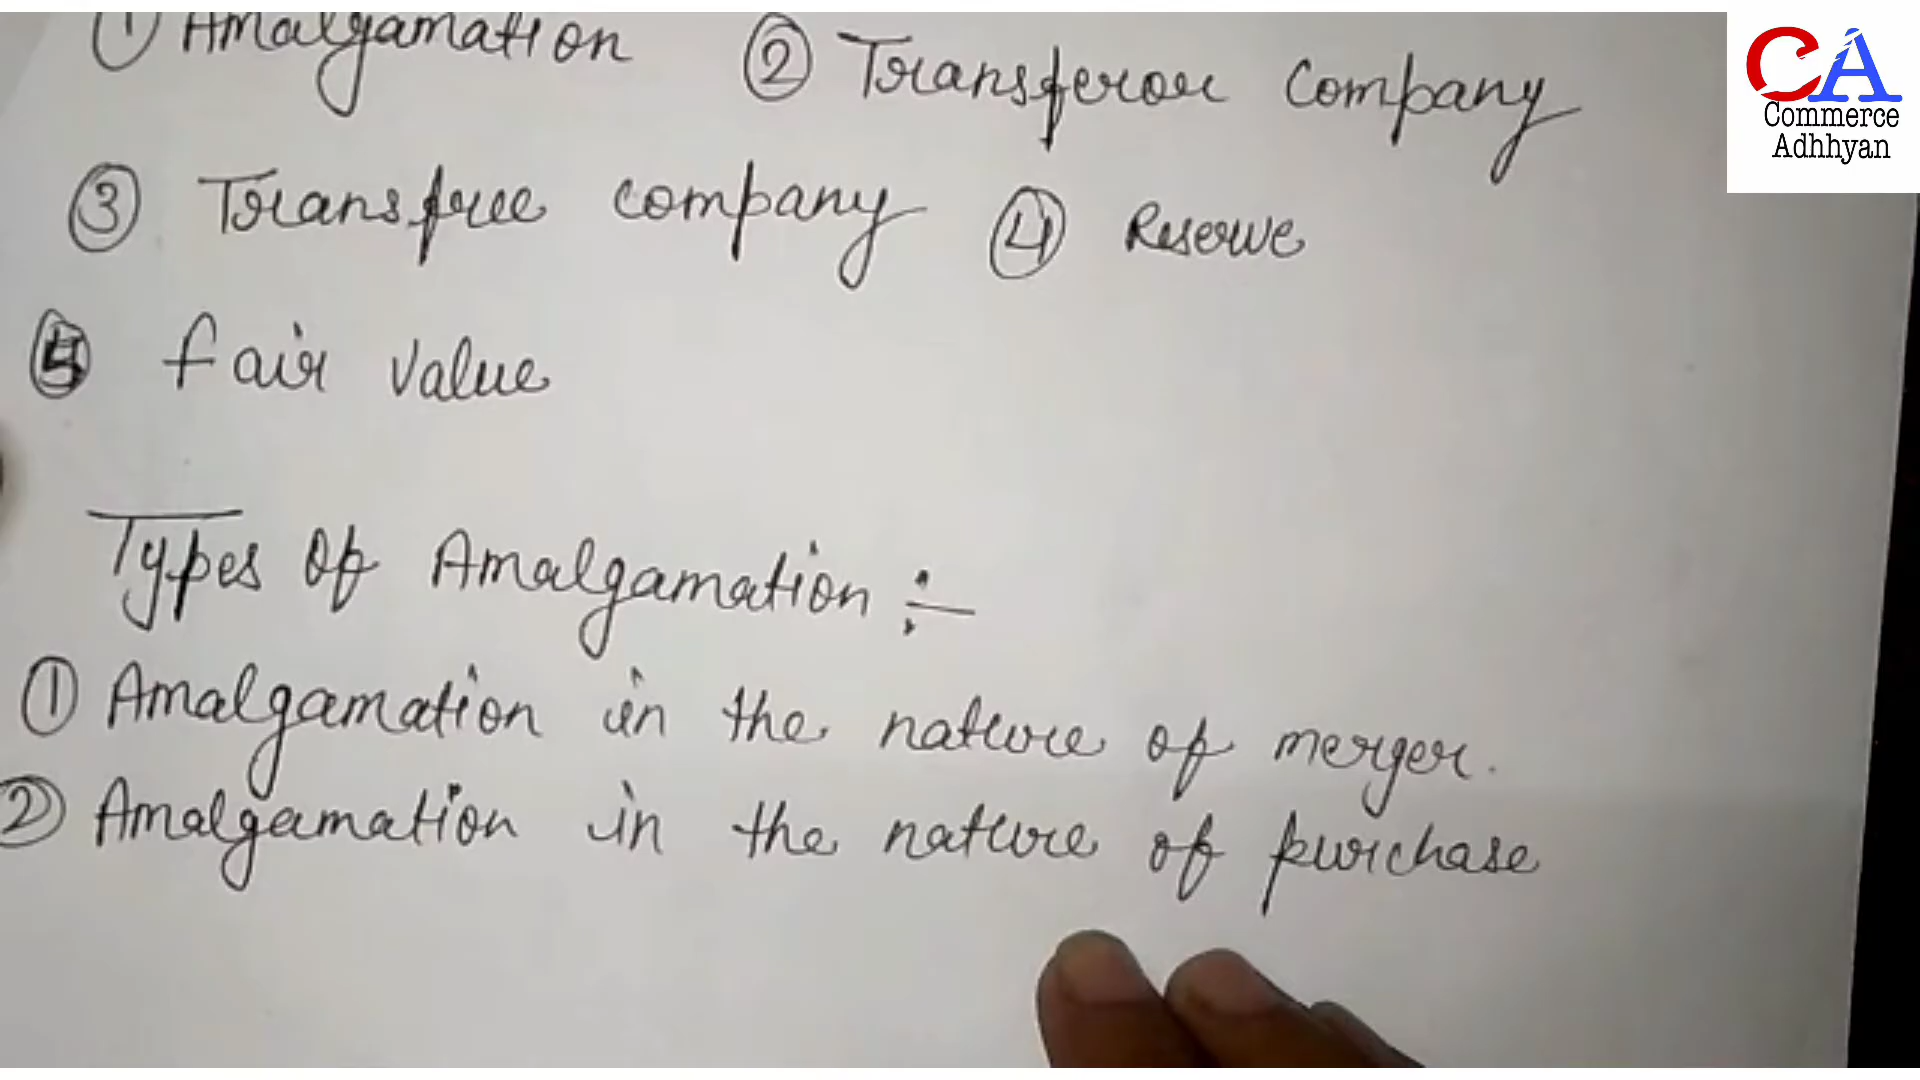 ① Amalgamation ② Transferor Company
③ Transfree company ④ Reserve
5 fair value
Types of Amalgamation :-
① Amalgamation in the nature of merger.
② Amalgamation in the nature of purchase
CA
Commerce
Adhhyan